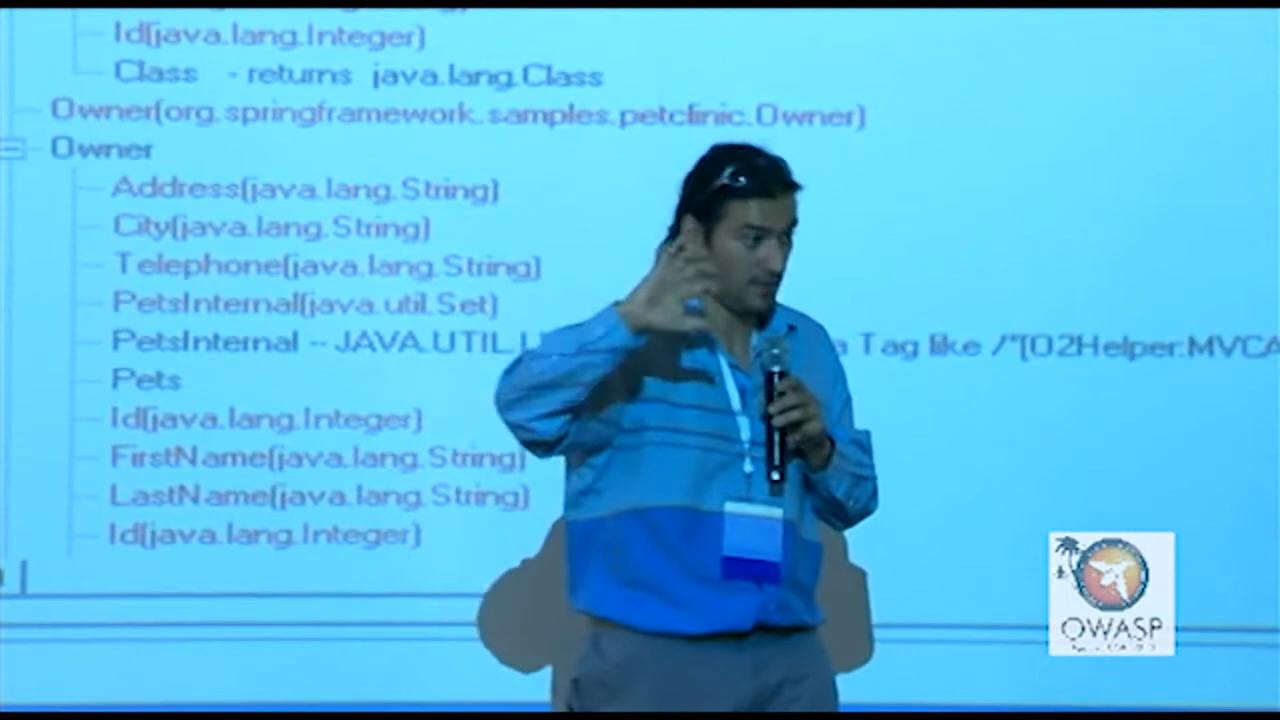 Id(java.lang.Integer)
Class - returns java.lang.Class
Owner(org.springframework.samples.petclinic.Owner)
Owner
Address(java.lang.String)
City(java.lang.String)
Telephone(java.lang.String)
PetsInternal(java.util.Set)
PetsInternal -- JAVA.UTIL. a Tag like /"[O2Helper.MVCA
Pets
Id(java.lang.Integer)
FirstName(java.lang.String)
LastName(java.lang.String)
Id(java.lang.Integer)
OWASP